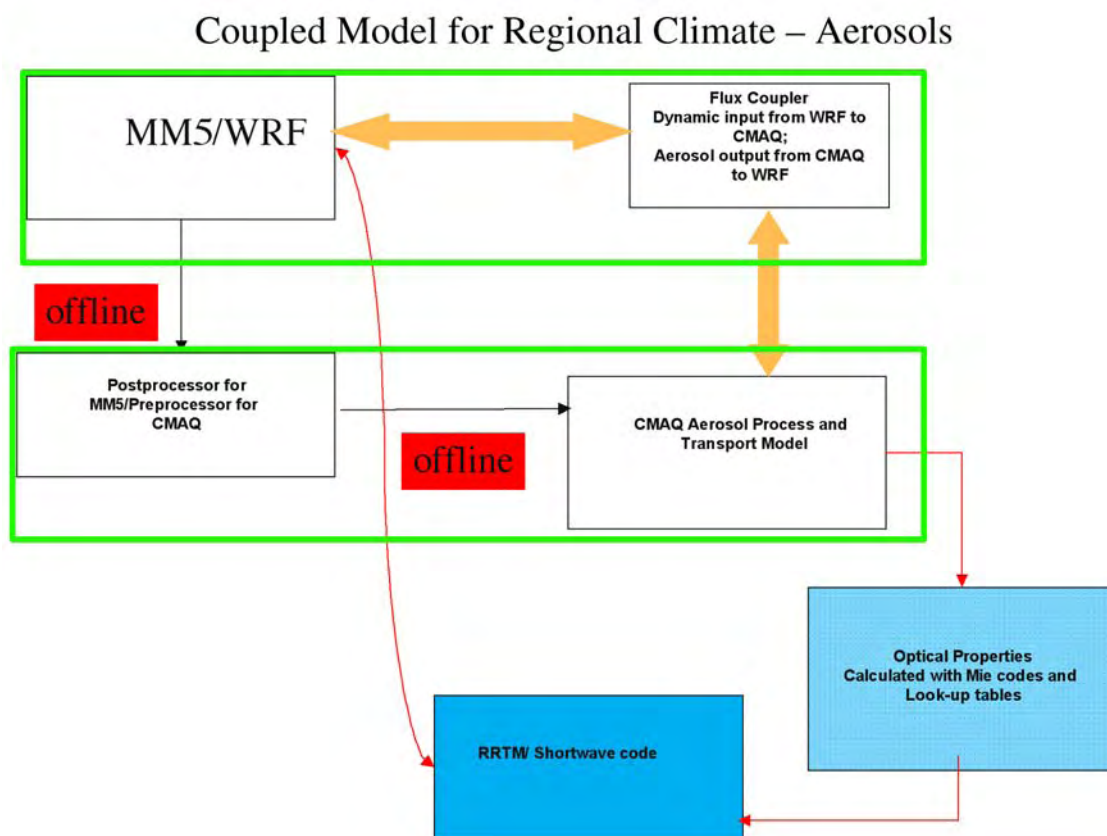 Coupled Model for Regional Climate – Aerosols
MM5/WRF
Flux Coupler
Dynamic input from WRF to
CMAQ;
Aerosol output from CMAQ
to WRF
offline
Postprocessor for
MM5/Preprocessor for
CMAQ
offline
CMAQ Aerosol Process and
Transport Model
Optical Properties
Calculated with Mie codes and
Look-up tables
RRTM/ Shortwave code